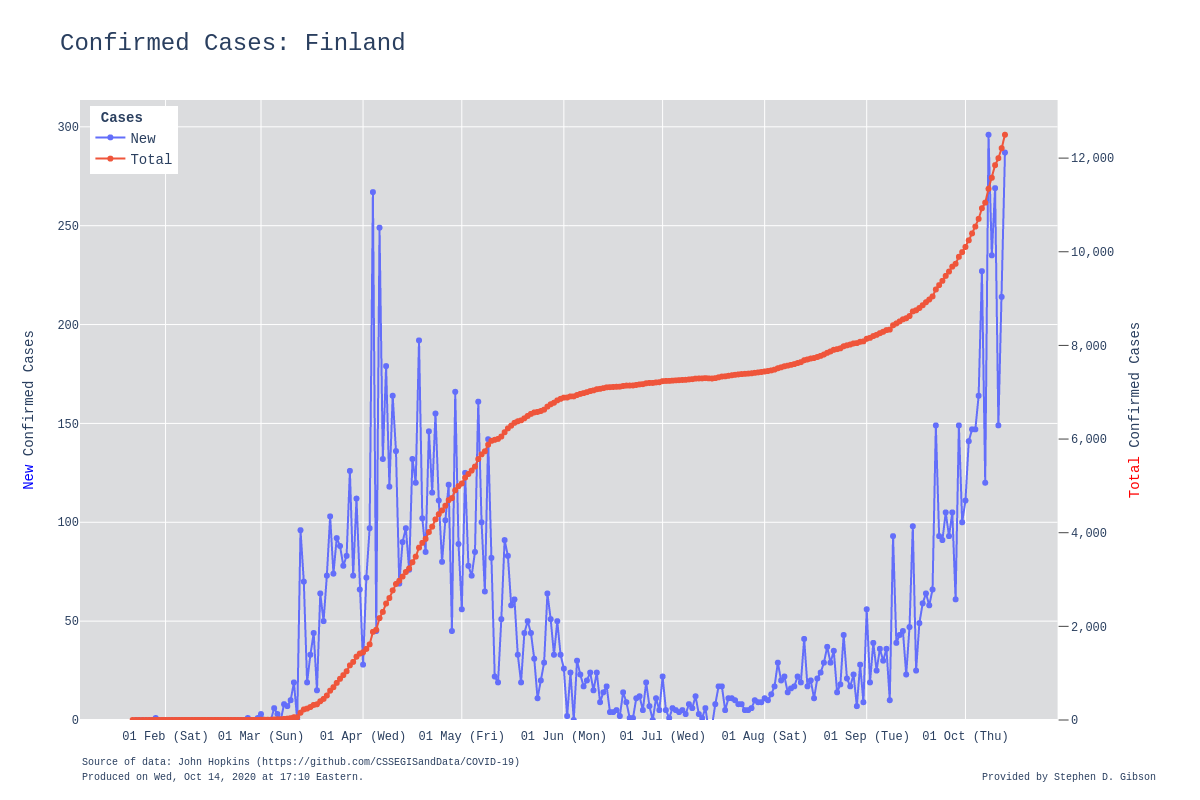 Confirmed Cases: Finland
Cases
New
Total
300
250
200
150
100
50
0
12,000
10,000
8,000
6,000
4,000
2,000
0
New Confirmed Cases
Total Confirmed Cases
01 Feb (Sat) 01 Mar (Sun) 01 Apr (Wed) 01 May (Fri) 01 Jun (Mon) 01 Jul (Wed) 01 Aug (Sat) 01 Sep (Tue) 01 Oct (Thu)
Source of data: John Hopkins (https://github.com/CSSEGISandData/COVID-19)
Produced on Wed, Oct 14, 2020 at 17:10 Eastern.
Provided by Stephen D. Gibson